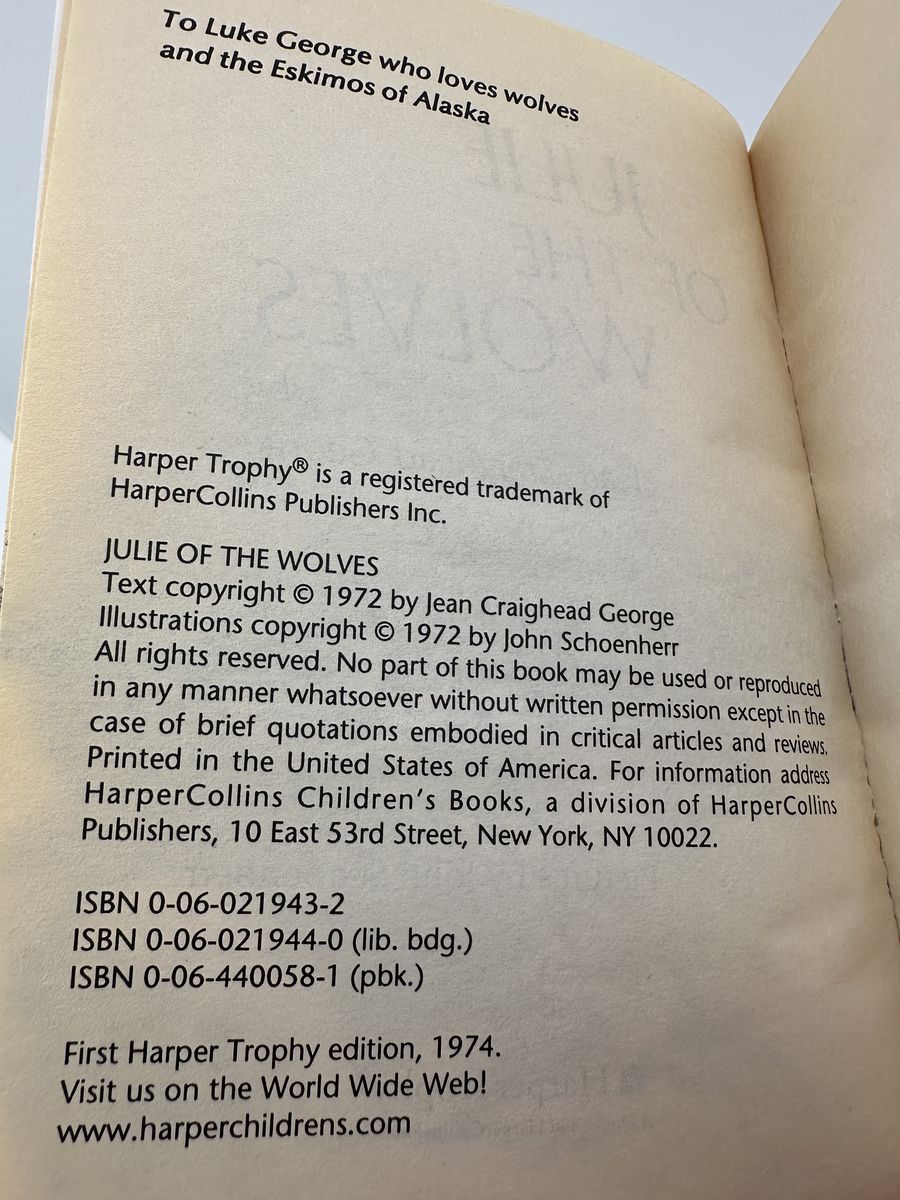 To Luke George who loves wolves
and the Eskimos of Alaska
JULIE
OF THE
WOLVES
Harper Trophy® is a registered trademark of
HarperCollins Publishers Inc.
JULIE OF THE WOLVES
Text copyright © 1972 by Jean Craighead George
Illustrations copyright © 1972 by John Schoenherr
All rights reserved. No part of this book may be used or reproduced
in any manner whatsoever without written permission except in the
case of brief quotations embodied in critical articles and reviews.
Printed in the United States of America. For information address
HarperCollins Children's Books, a division of HarperCollins
Publishers, 10 East 53rd Street, New York, NY 10022.
ISBN 0-06-021943-2
ISBN 0-06-021944-0 (lib. bdg.)
ISBN 0-06-440058-1 (pbk.)
First Harper Trophy edition, 1974.
Visit us on the World Wide Web!
www.harperchildrens.com